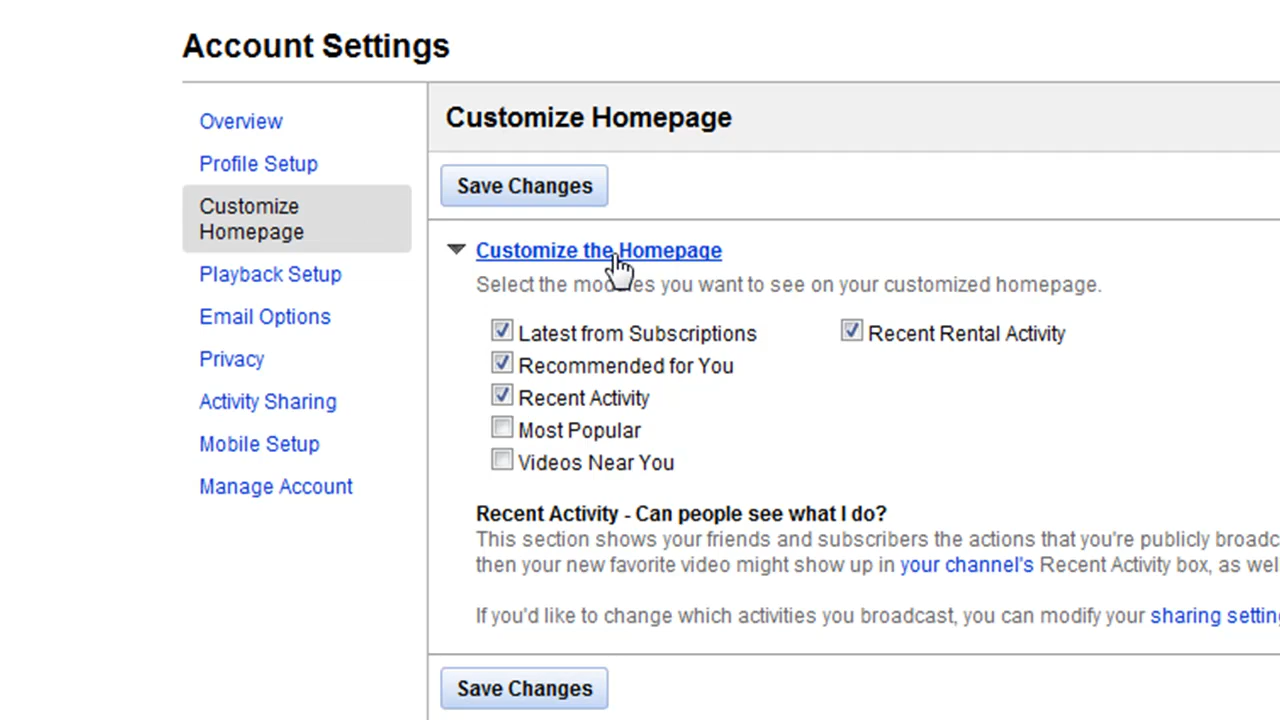 Account Settings
Overview
Profile Setup
Customize
Homepage
Playback Setup
Email Options
Privacy
Activity Sharing
Mobile Setup
Manage Account
Customize Homepage
Save Changes
Customize the Homepage
Select the modules you want to see on your customized homepage.
Latest from Subscriptions
Recent Rental Activity
Recommended for You
Recent Activity
Most Popular
Videos Near You
Recent Activity - Can people see what I do?
This section shows your friends and subscribers the actions that you're publicly broadc
then your new favorite video might show up in your channel's Recent Activity box, as wel
If you'd like to change which activities you broadcast, you can modify your sharing settin
Save Changes